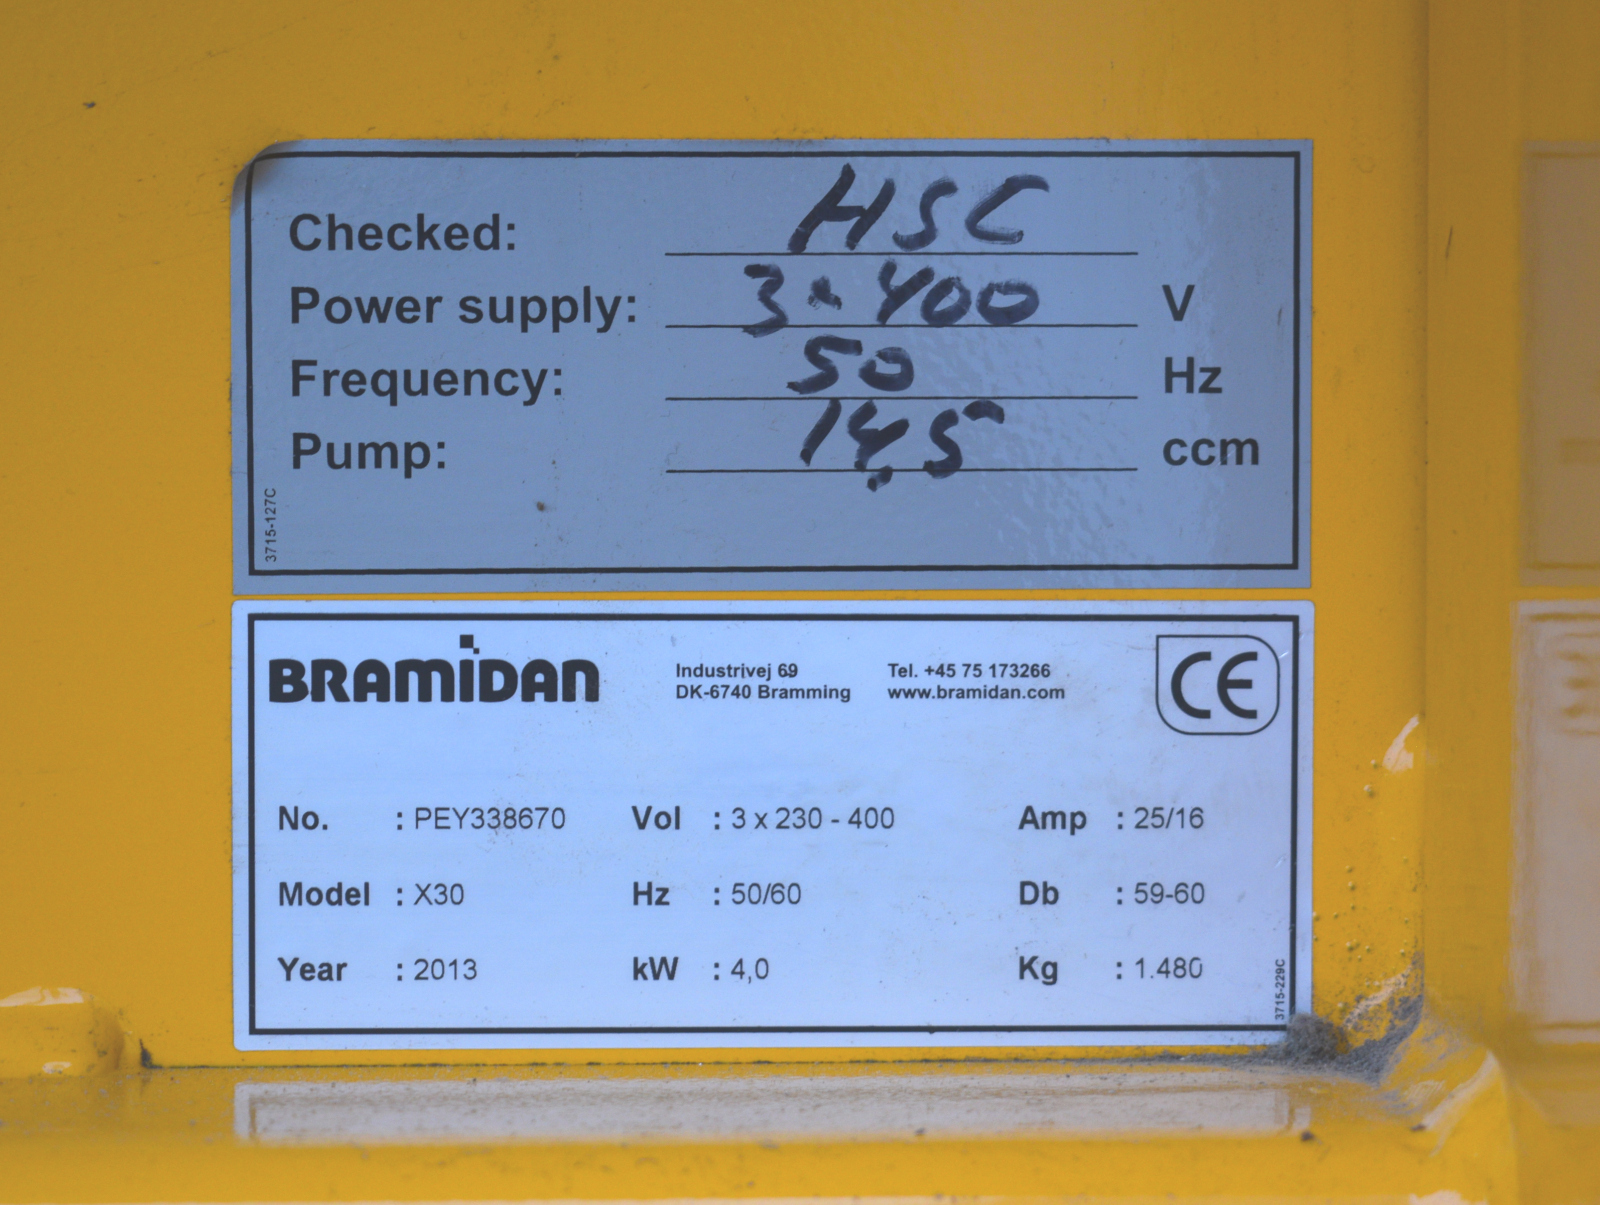 Checked: HSC
Power supply: 3x400 V
Frequency: 50 Hz
Pump: 14,5 ccm
3715-127C
BRAMIDAN
Industrivej 69 Tel. +45 75 173266
DK-6740 Bramming www.bramidan.com
CE
No. : PEY338670 Vol : 3 x 230 - 400 Amp : 25/16
Model : X30 Hz : 50/60 Db : 59-60
Year : 2013 kW : 4,0 Kg : 1.480
3715-229C